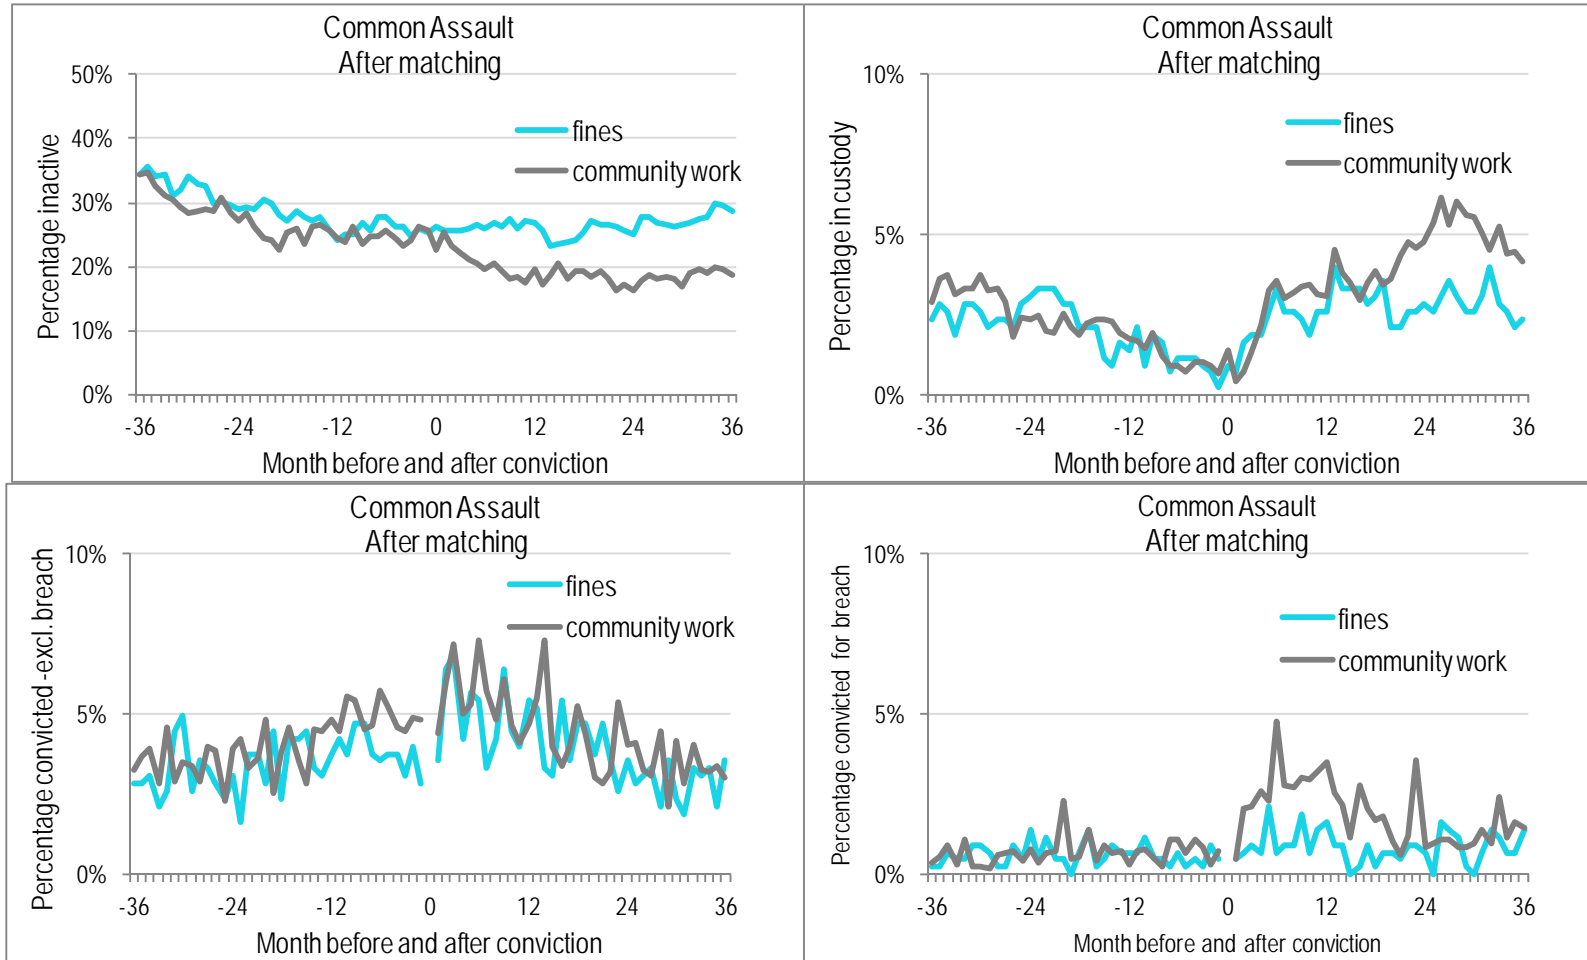 Common Assault
After matching
50%
40%
30%
20%
10%
0%
Percentage inactive
fines
community work
-36 -24 -12 0 12 24 36
Month before and after conviction
Common Assault
After matching
10%
5%
0%
Percentage in custody
fines
community work
-36 -24 -12 0 12 24 36
Month before and after conviction
Common Assault
After matching
10%
5%
0%
Percentage convicted -excl. breach
fines
community work
-36 -24 -12 0 12 24 36
Month before and after conviction
Common Assault
After matching
10%
5%
0%
Percentage convicted for breach
fines
community work
-36 -24 -12 0 12 24 36
Month before and after conviction